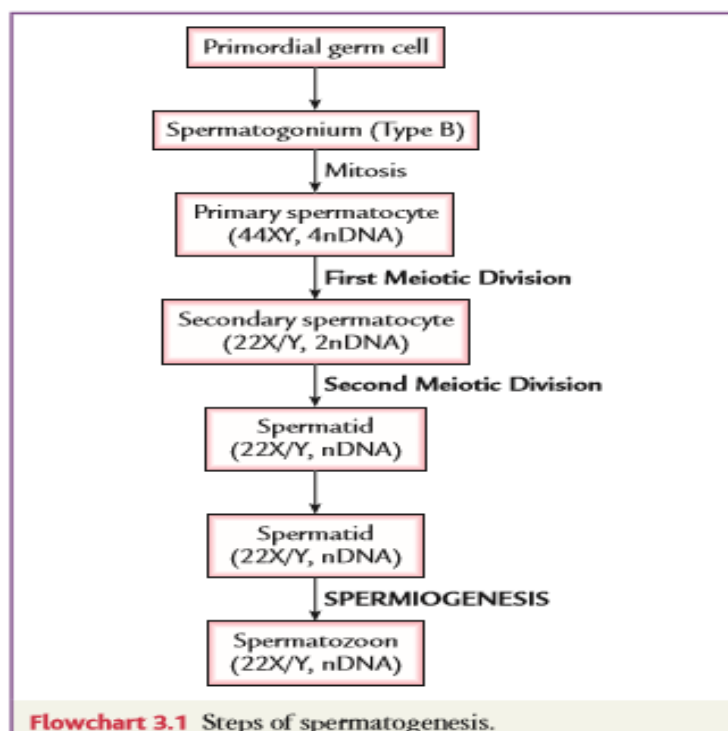 Primordial germ cell
Spermatogonium (Type B)
Mitosis
Primary spermatocyte
(44XY, 4nDNA)
First Meiotic Division
Secondary spermatocyte
(22X/Y, 2nDNA)
Second Meiotic Division
Spermatid
(22X/Y, nDNA)
Spermatid
(22X/Y, nDNA)
SPERMIOGENESIS
Spermatozoon
(22X/Y, nDNA)
Flowchart 3.1 Steps of spermatogenesis.